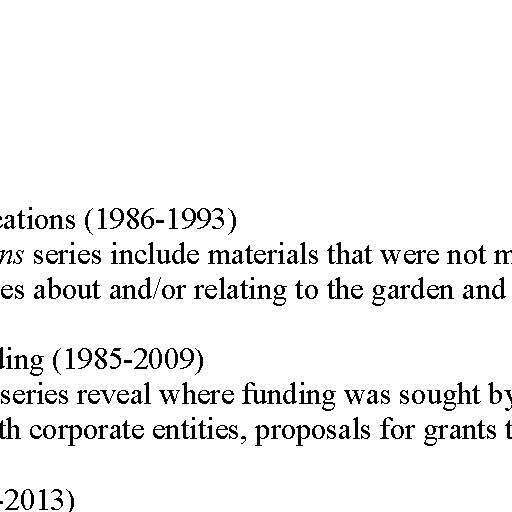 cations (1986-1993)
ns series include materials that were not m
es about and/or relating to the garden and
ding (1985-2009)
series reveal where funding was sought by
th corporate entities, proposals for grants t
-2013)